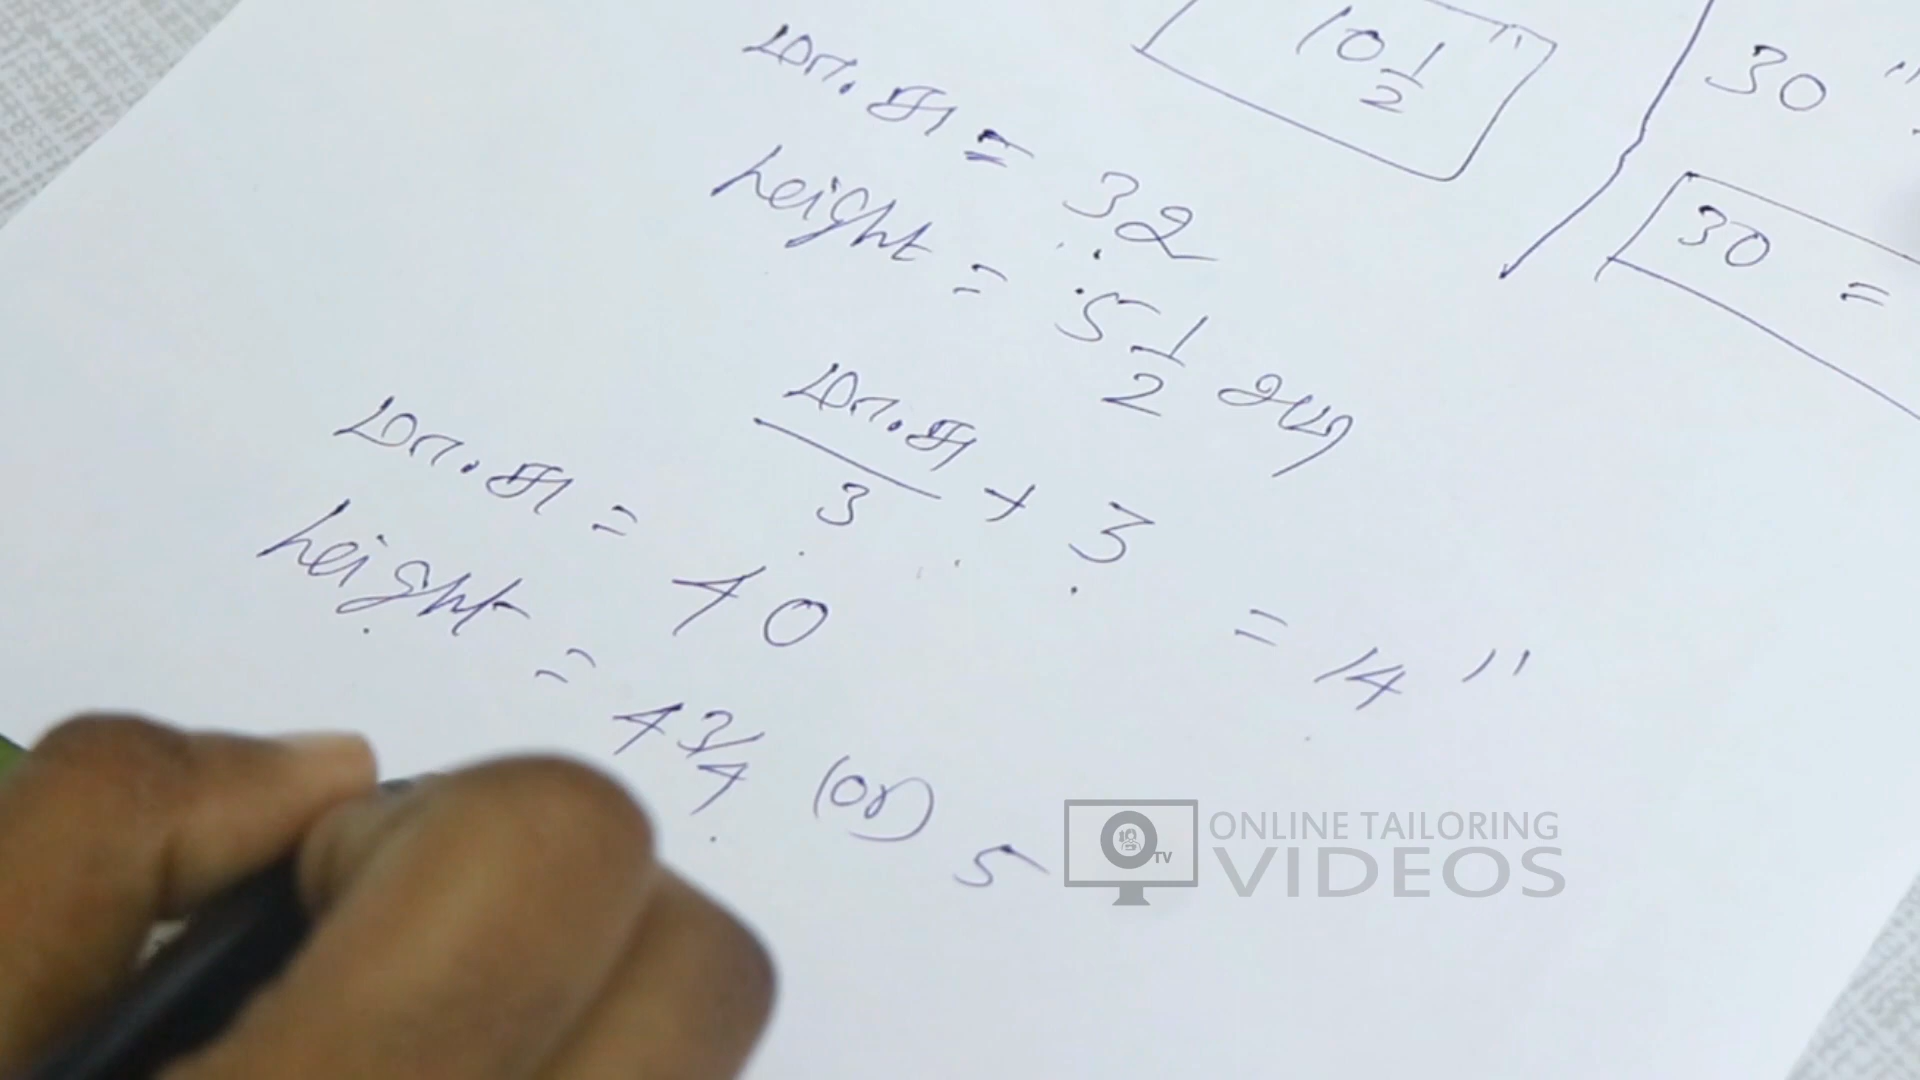 10 1/2 "
30 "
30 =
மா.சு = 32
height = 5 1/2 அடி
மா.சு / 3 + 3 = 14 "
மா.சு = 40
height = 4 3/4 (or) 5
ONLINE TAILORING
VIDEOS
TV